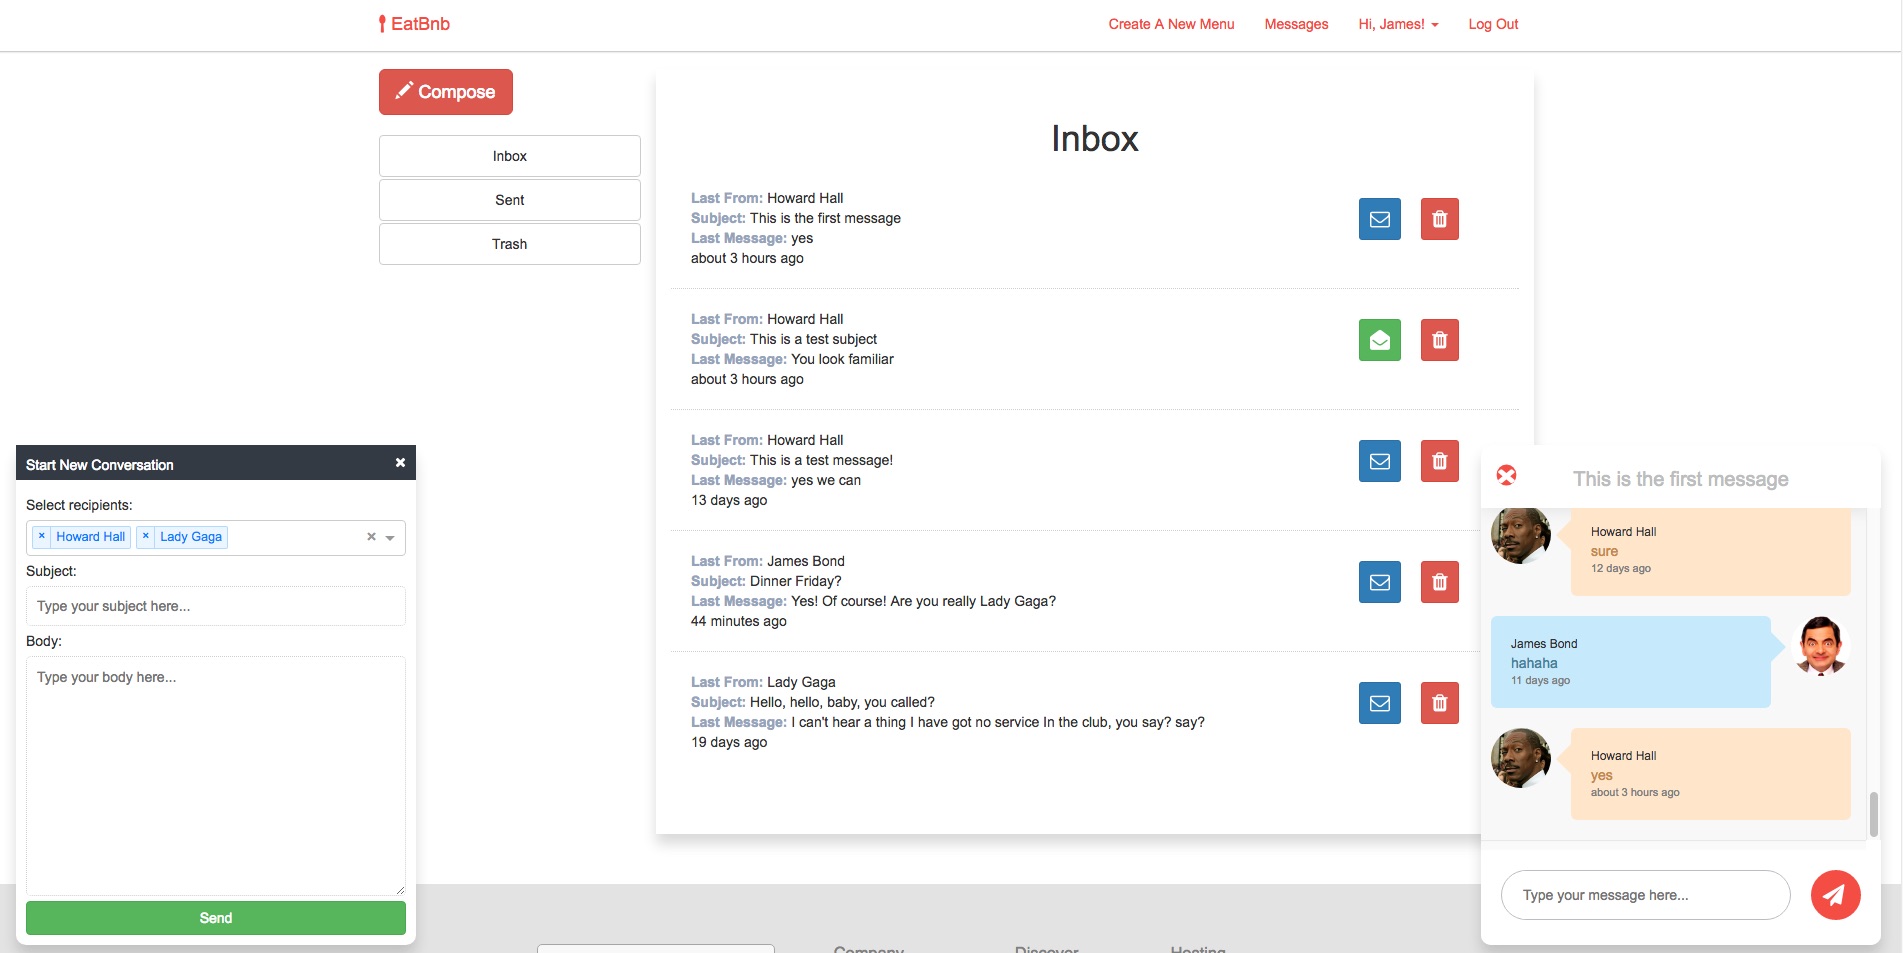 EatBnb
Create A New Menu
Messages
Hi, James!
Log Out
Compose
Inbox
Sent
Trash
Inbox
Last From: Howard Hall
Subject: This is the first message
Last Message: yes
about 3 hours ago
Last From: Howard Hall
Subject: This is a test subject
Last Message: You look familiar
about 3 hours ago
Last From: Howard Hall
Subject: This is a test message!
Last Message: yes we can
13 days ago
Last From: James Bond
Subject: Dinner Friday?
Last Message: Yes! Of course! Are you really Lady Gaga?
44 minutes ago
Last From: Lady Gaga
Subject: Hello, hello, baby, you called?
Last Message: I can't hear a thing I have got no service In the club, you say? say?
19 days ago
Start New Conversation
Select recipients:
× Howard Hall × Lady Gaga ×
Subject:
Type your subject here...
Body:
Type your body here...
Send
This is the first message
Howard Hall
sure
12 days ago
James Bond
hahaha
11 days ago
Howard Hall
yes
about 3 hours ago
Type your message here...
Company
Discover
Hosting